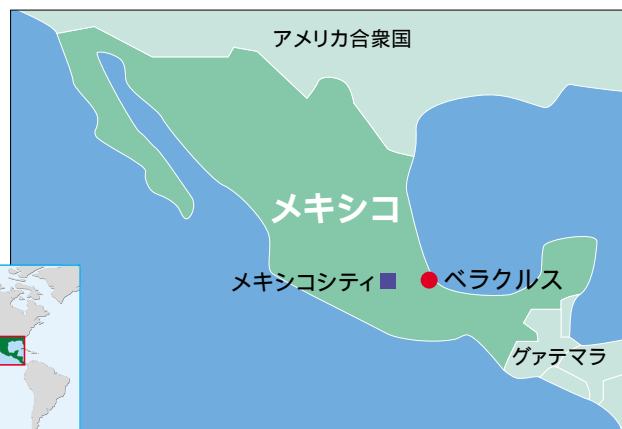 アメリカ合衆国
メキシコ
メキシコシティ
ベラクルス
グァテマラ